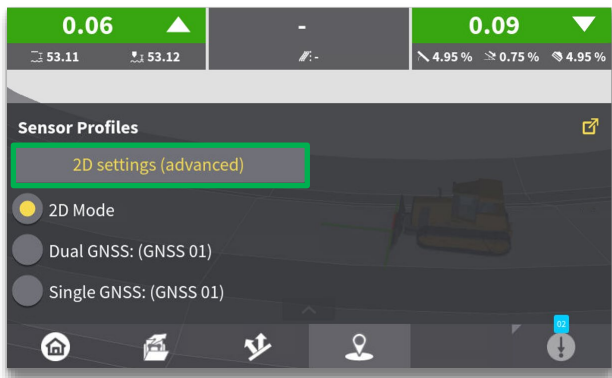 0.06 - 0.09
53.11 53.12 :- 4.95 % 0.75 % 4.95 %
Sensor Profiles
2D settings (advanced)
2D Mode
Dual GNSS: (GNSS 01)
Single GNSS: (GNSS 01)
02